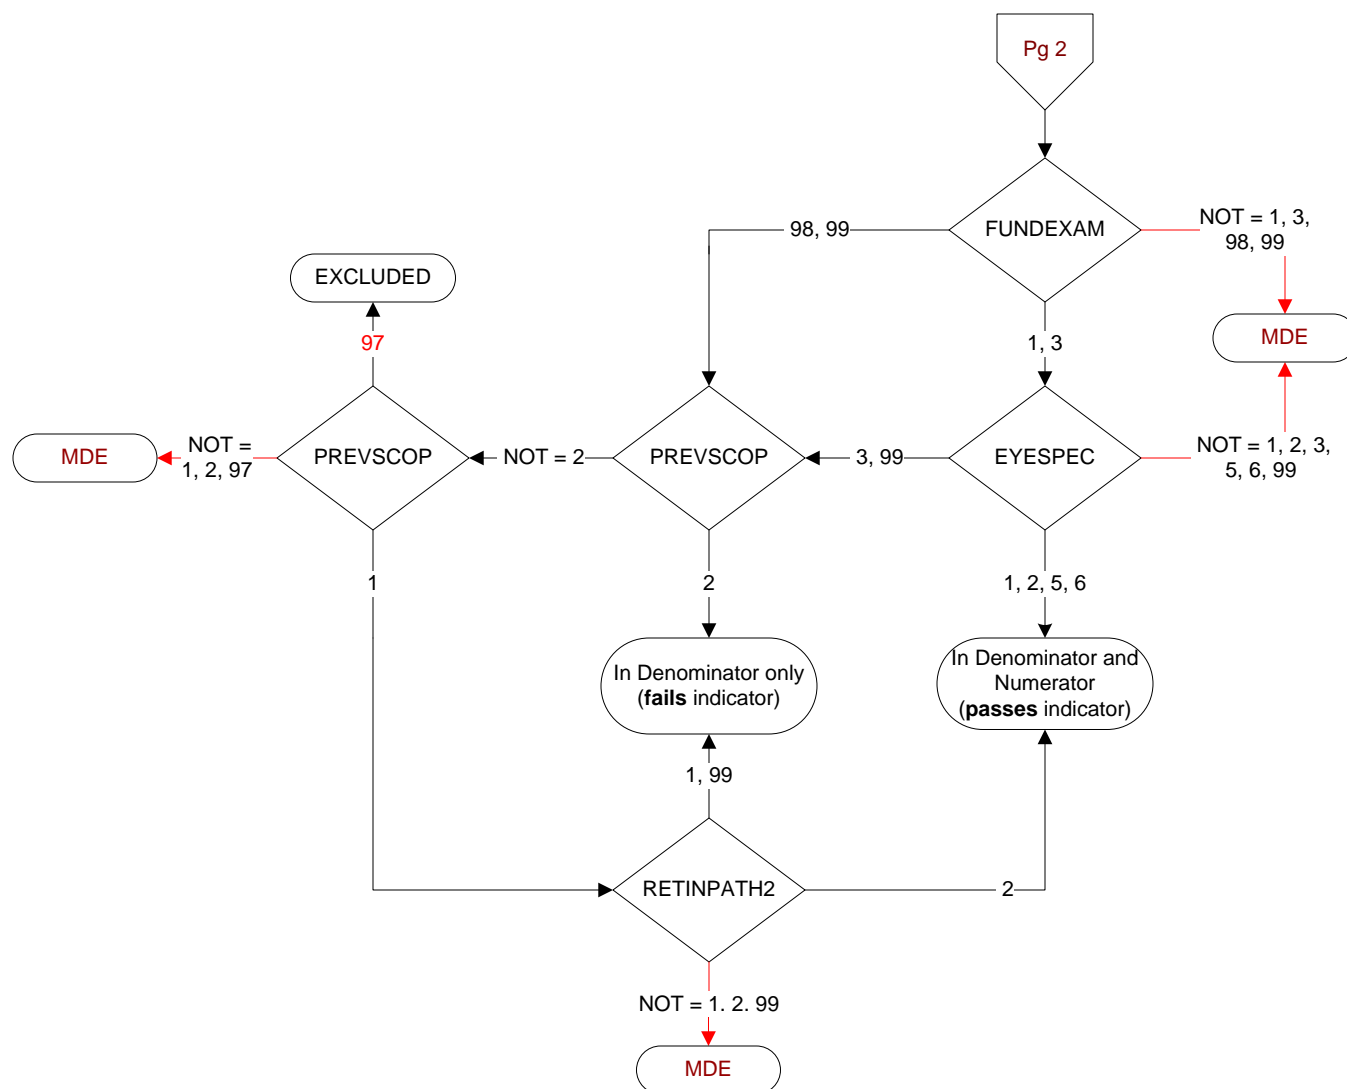 Pg 2
FUNDEXAM
98, 99
NOT = 1, 3,
98, 99
EXCLUDED
MDE
97
1, 3
MDE
NOT =
1, 2, 97
PREVSCOP
NOT = 2
PREVSCOP
3, 99
EYESPEC
NOT = 1, 2, 3,
5, 6, 99
1
2
1, 2, 5, 6
In Denominator only
(fails indicator)
In Denominator and
Numerator
(passes indicator)
1, 99
RETINPATH2
2
NOT = 1. 2. 99
MDE